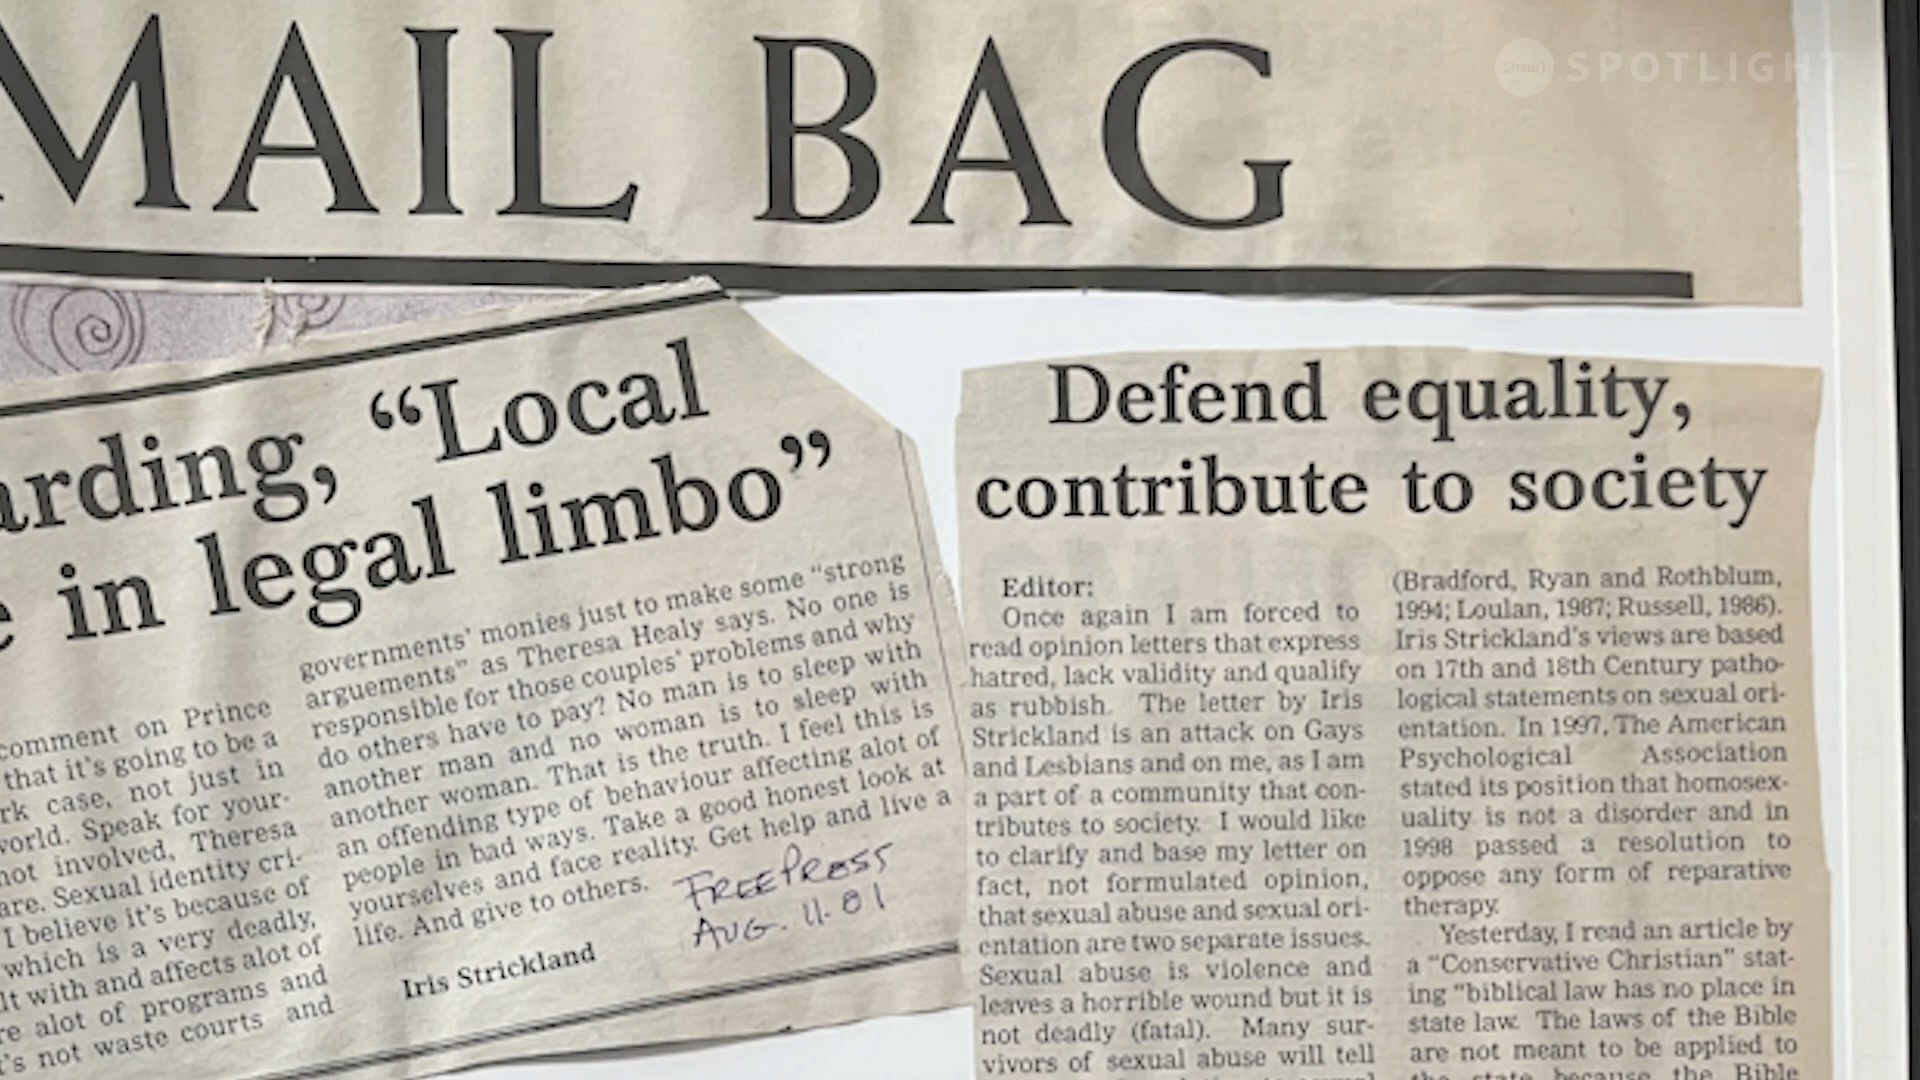 MAIL BAG
Shaw) SPOTLIGHT
arding, “Local
in legal limbo”
comment on Prince
that it's going to be a
case, not just in
world. Speak for your-
not involved, Theresa
are. Sexual identity cri-
I believe it's because of
which is a very deadly,
with and affects alot of
alot of programs and
not waste courts and
governments' monies just to make some “strong
arguements” as Theresa Healy says. No one is
responsible for those couples' problems and why
do others have to pay? No man is to sleep with
another man and no woman is to sleep with
another woman. That is the truth. I feel this is
an offending type of behaviour affecting alot of
people in bad ways. Take a good honest look at
yourselves and face reality. Get help and live a
life. And give to others.
Iris Strickland
FREE PRESS
AUG. 11-01
Defend equality,
contribute to society
Editor:
Once again I am forced to
read opinion letters that express
hatred, lack validity and qualify
as rubbish. The letter by Iris
Strickland is an attack on Gays
and Lesbians and on me, as I am
a part of a community that con-
tributes to society. I would like
to clarify and base my letter on
fact, not formulated opinion,
that sexual abuse and sexual ori-
entation are two separate issues.
Sexual abuse is violence and
leaves a horrible wound but it is
not deadly (fatal). Many sur-
vivors of sexual abuse will tell
(Bradford, Ryan and Rothblum,
1994; Loulan, 1987; Russell, 1986).
Iris Strickland's views are based
on 17th and 18th Century patho-
logical statements on sexual ori-
entation. In 1997, The American
Psychological Association
stated its position that homosex-
uality is not a disorder and in
1998 passed a resolution to
oppose any form of reparative
therapy.
Yesterday, I read an article by
a “Conservative Christian” stat-
ing “biblical law has no place in
state law. The laws of the Bible
are not meant to be applied to
the state because the Bible